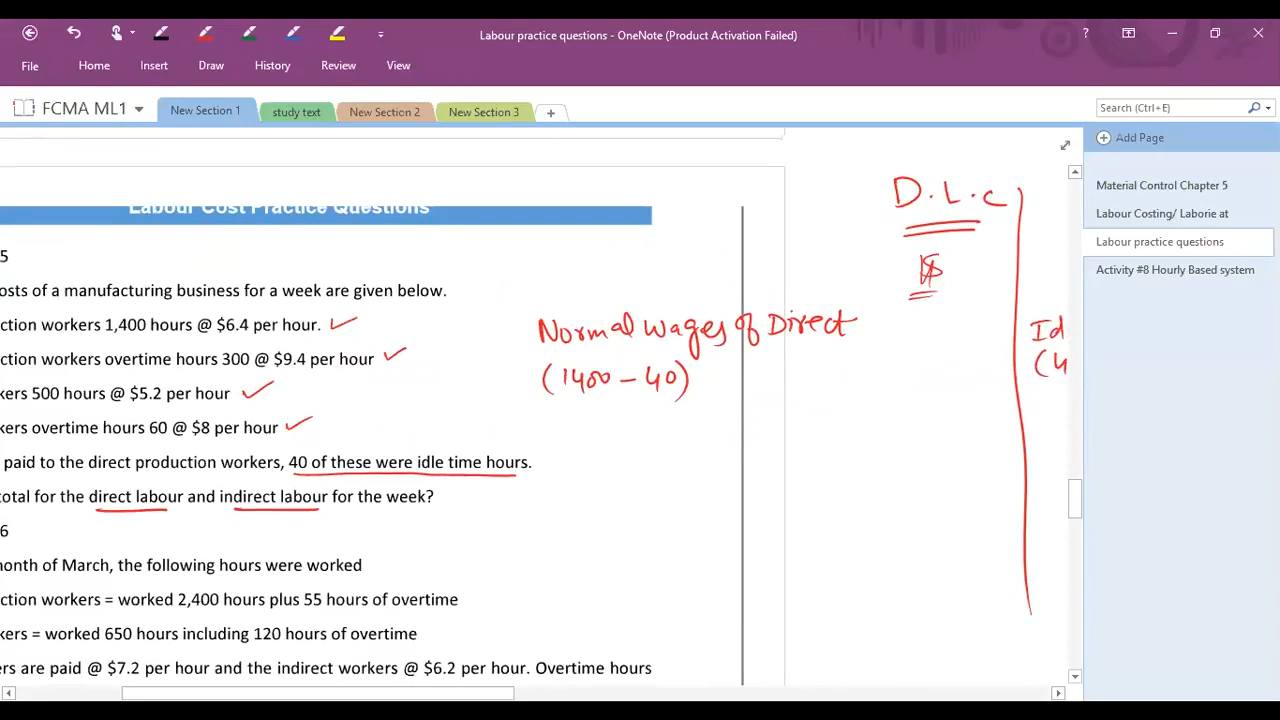 Labour practice questions - OneNote (Product Activation Failed)
?
File Home Insert Draw History Review View
FCMA ML1 New Section 1 study text New Section 2 New Section 3
Search (Ctrl+E)
Add Page
Material Control Chapter 5
Labour Costing/ Laborie at
Labour practice questions
Activity #8 Hourly Based system
Labour Cost Practice Questions
5
osts of a manufacturing business for a week are given below.
ction workers 1,400 hours @ $6.4 per hour.
ction workers overtime hours 300 @ $9.4 per hour
kers 500 hours @ $5.2 per hour
kers overtime hours 60 @ $8 per hour
paid to the direct production workers, 40 of these were idle time hours.
total for the direct labour and indirect labour for the week?
6
month of March, the following hours were worked
ction workers = worked 2,400 hours plus 55 hours of overtime
kers = worked 650 hours including 120 hours of overtime
ers are paid @ $7.2 per hour and the indirect workers @ $6.2 per hour. Overtime hours
D.L.C
$
Normal Wages of Direct
(1400 - 40)
Id
(4